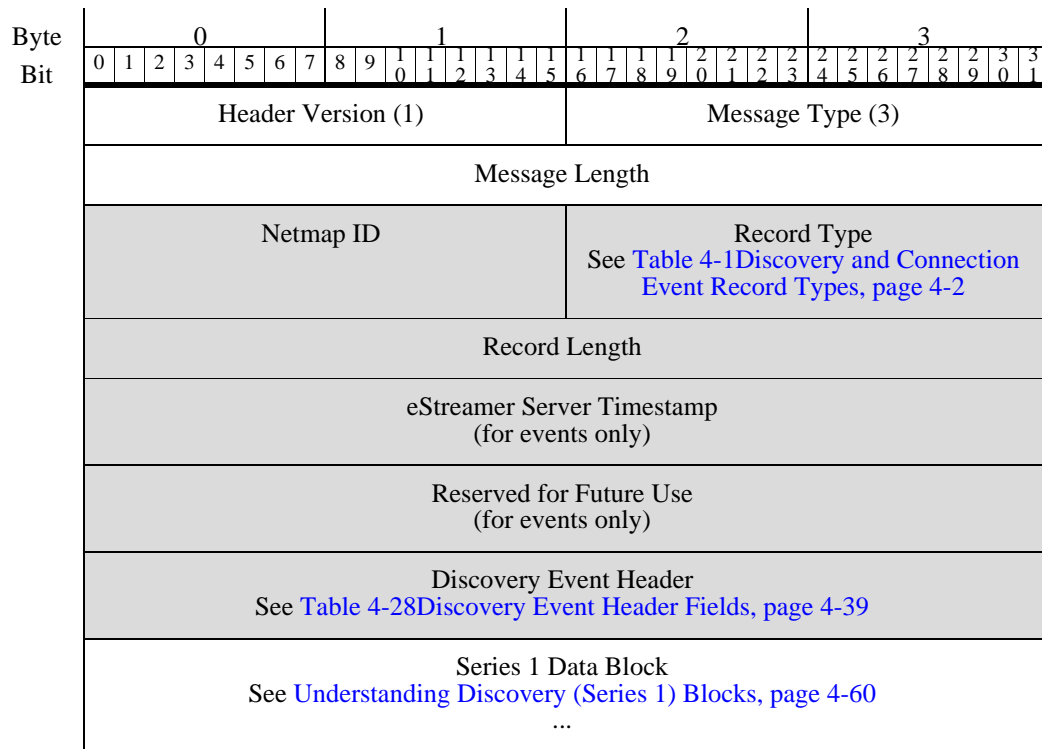 Byte 0 1 2 3
Bit 0 1 2 3 4 5 6 7 8 9 10 11 12 13 14 15 16 17 18 19 20 21 22 23 24 25 26 27 28 29 30 31
Header Version (1) Message Type (3)
Message Length
Netmap ID Record Type
See Table 4-1Discovery and Connection
Event Record Types, page 4-2
Record Length
eStreamer Server Timestamp
(for events only)
Reserved for Future Use
(for events only)
Discovery Event Header
See Table 4-28Discovery Event Header Fields, page 4-39
Series 1 Data Block
See Understanding Discovery (Series 1) Blocks, page 4-60
...